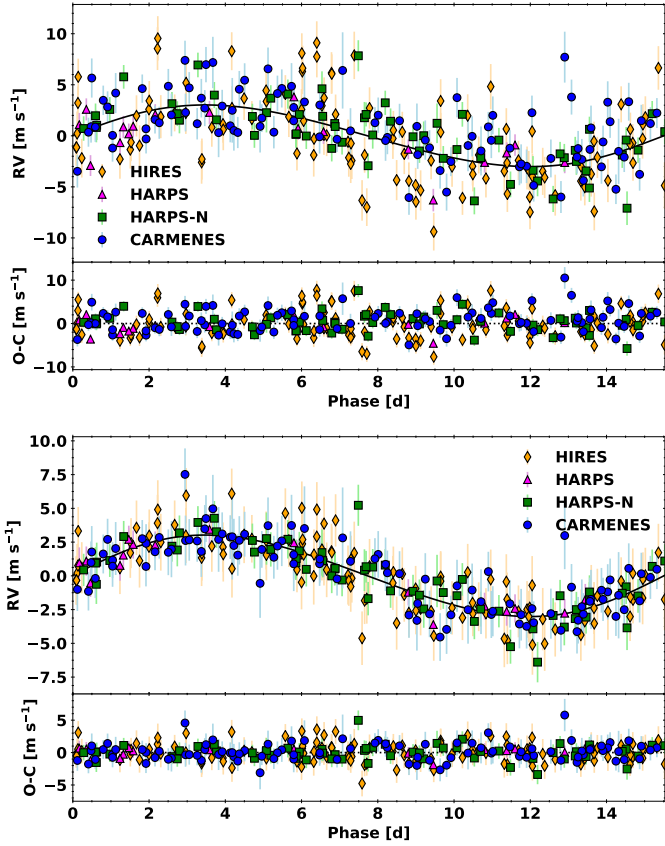 10
5
0
−5
−10
RV [m s⁻¹]
HIRES
HARPS
HARPS-N
CARMENES
10
0
−10
O-C [m s⁻¹]
0 2 4 6 8 10 12 14
Phase [d]
10.0
7.5
5.0
2.5
0.0
−2.5
−5.0
−7.5
RV [m s⁻¹]
HIRES
HARPS
HARPS-N
CARMENES
5
0
−5
O-C [m s⁻¹]
0 2 4 6 8 10 12 14
Phase [d]